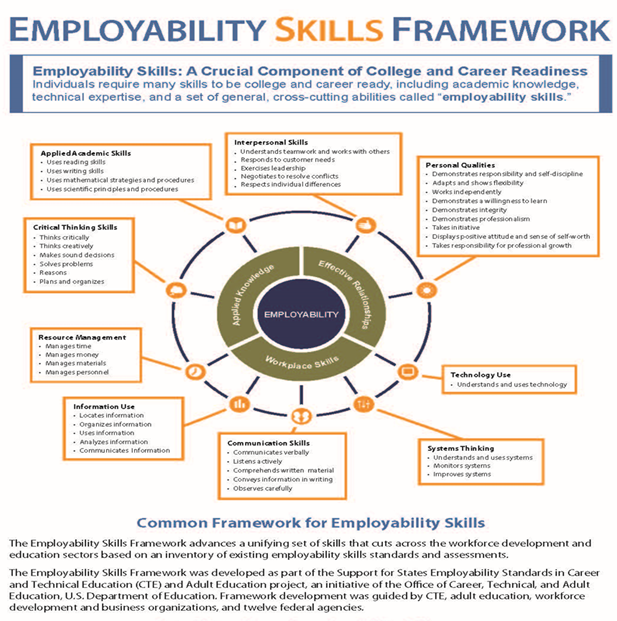 EMPLOYABILITY SKILLS FRAMEWORK
Employability Skills: A Crucial Component of College and Career Readiness
Individuals require many skills to be college and career ready, including academic knowledge,
technical expertise, and a set of general, cross-cutting abilities called “employability skills.”
Applied Academic Skills
• Uses reading skills
• Uses writing skills
• Uses mathematical strategies and procedures
• Uses scientific principles and procedures
Interpersonal Skills
• Understands teamwork and works with others
• Responds to customer needs
• Exercises leadership
• Negotiates to resolve conflicts
• Respects individual differences
Personal Qualities
• Demonstrates responsibility and self-discipline
• Adapts and shows flexibility
• Works independently
• Demonstrates a willingness to learn
• Demonstrates integrity
• Demonstrates professionalism
• Takes initiative
• Displays positive attitude and sense of self-worth
• Takes responsibility for professional growth
Critical Thinking Skills
• Thinks critically
• Thinks creatively
• Makes sound decisions
• Solves problems
• Reasons
• Plans and organizes
Applied Knowledge
Effective Relationships
EMPLOYABILITY
Workplace Skills
Resource Management
• Manages time
• Manages money
• Manages materials
• Manages personnel
Technology Use
• Understands and uses technology
Information Use
• Locates information
• Organizes information
• Uses information
• Analyzes information
• Communicates Information
Communication Skills
• Communicates verbally
• Listens actively
• Comprehends written material
• Conveys information in writing
• Observes carefully
Systems Thinking
• Understands and uses systems
• Monitors systems
• Improves systems
Common Framework for Employability Skills
The Employability Skills Framework advances a unifying set of skills that cuts across the workforce development and
education sectors based on an inventory of existing employability skills standards and assessments.
The Employability Skills Framework was developed as part of the Support for States Employability Standards in Career
and Technical Education (CTE) and Adult Education project, an initiative of the Office of Career, Technical, and Adult
Education, U.S. Department of Education. Framework development was guided by CTE, adult education, workforce
development and business organizations, and twelve federal agencies.